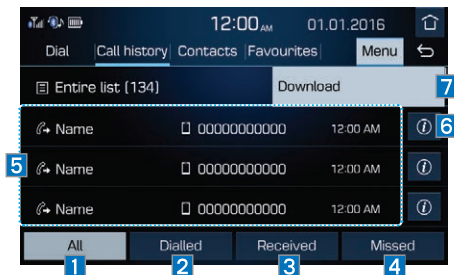 12:00 AM 01.01.2016
Dial Call history Contacts Favourites Menu
Entire list (134) Download 7
Name 00000000000 12:00 AM i 6
5 Name 00000000000 12:00 AM i
Name 00000000000 12:00 AM i
All Dialled Received Missed
1 2 3 4